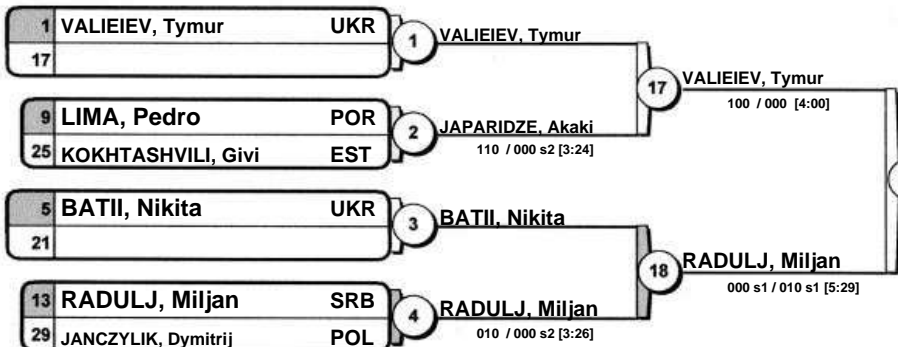 1 VALIEIEV, Tymur UKR
17
1 VALIEIEV, Tymur
17 VALIEIEV, Tymur
100 / 000 [4:00]
9 LIMA, Pedro POR
25 KOKHTASHVILI, Givi EST
2 JAPARIDZE, Akaki
110 / 000 s2 [3:24]
5 BATII, Nikita UKR
21
3 BATII, Nikita
18 RADULJ, Miljan
000 s1 / 010 s1 [5:29]
13 RADULJ, Miljan SRB
29 JANCZYLIK, Dymitrij POL
4 RADULJ, Miljan
010 / 000 s2 [3:26]